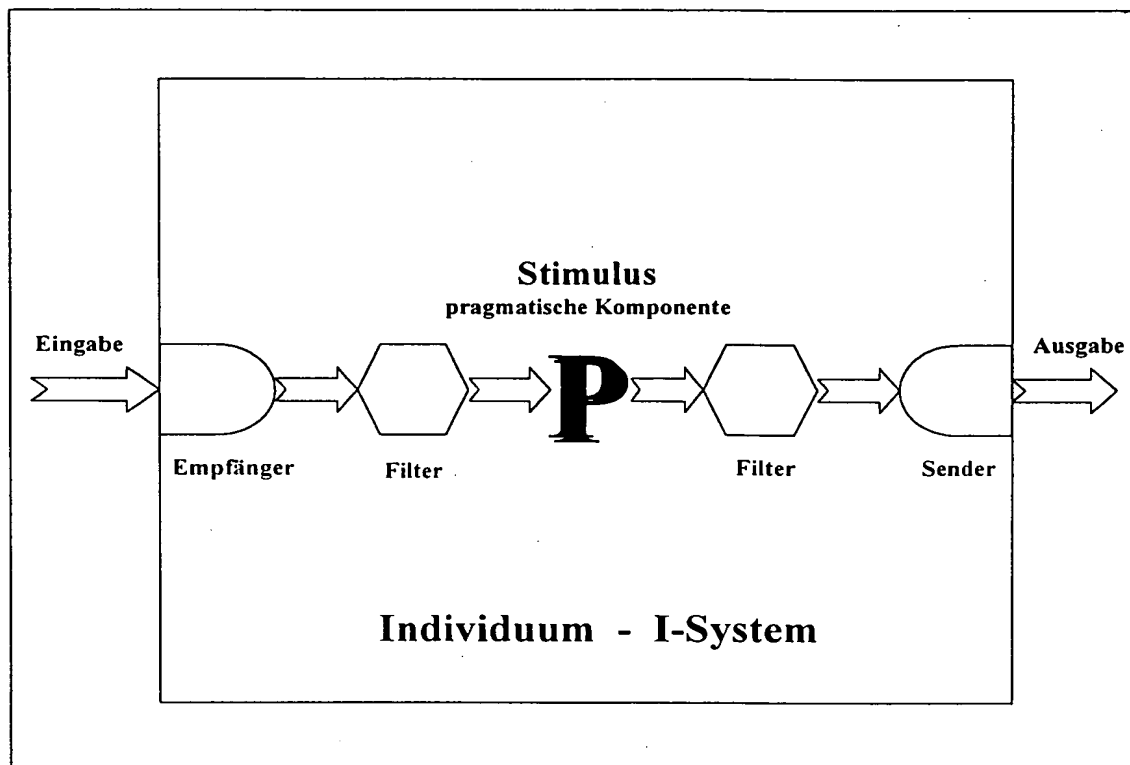 Stimulus
pragmatische Komponente
Eingabe
Ausgabe
P
Empfänger
Filter
Filter
Sender
Individuum - I-System